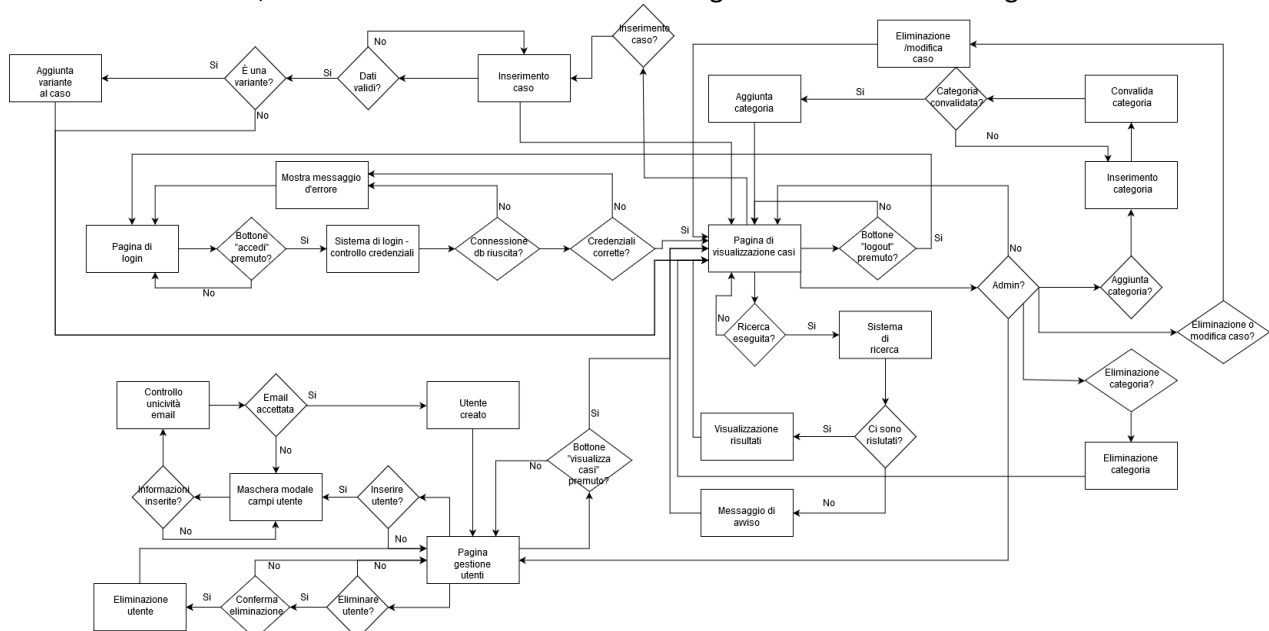 No
Inserimento
caso?
Eliminazione
/modifica
caso
Aggiunta
variante
al caso
Si
È una
variante?
Si
Dati
validi?
Inserimento
caso
Aggiunta
categoria
Si
Categoria
convalidata?
Convalida
categoria
No
No
Inserimento
categoria
Mostra messaggio
d'errore
No
No
No
Pagina di
login
Bottone
"accedi"
premuto?
Si
Sistema di login -
controllo credenziali
Connessione
db riuscita?
Credenziali
corrette?
Si
Pagina di
visualizzazione casi
Bottone
"logout"
premuto?
Si
No
No
Admin?
Aggiunta
categoria?
No
Ricerca
eseguita?
Si
Sistema
di
ricerca
Eliminazione o
modifica caso?
Eliminazione
categoria?
Controllo
univività
email
Email
accettata
Si
Utente
creato
Si
Visualizzazione
risultati
Si
Ci sono
rislutati?
Eliminazione
categoria
No
No
Bottone
"visualizza
casi"
premuto?
Informazioni
inserite?
Maschera modale
campi utente
Si
Inserire
utente?
No
No
Messaggio di
avviso
No
Pagina
gestione
utenti
No
No
Eliminazione
utente
Si
Conferma
eliminazione
Si
Eliminare
utente?